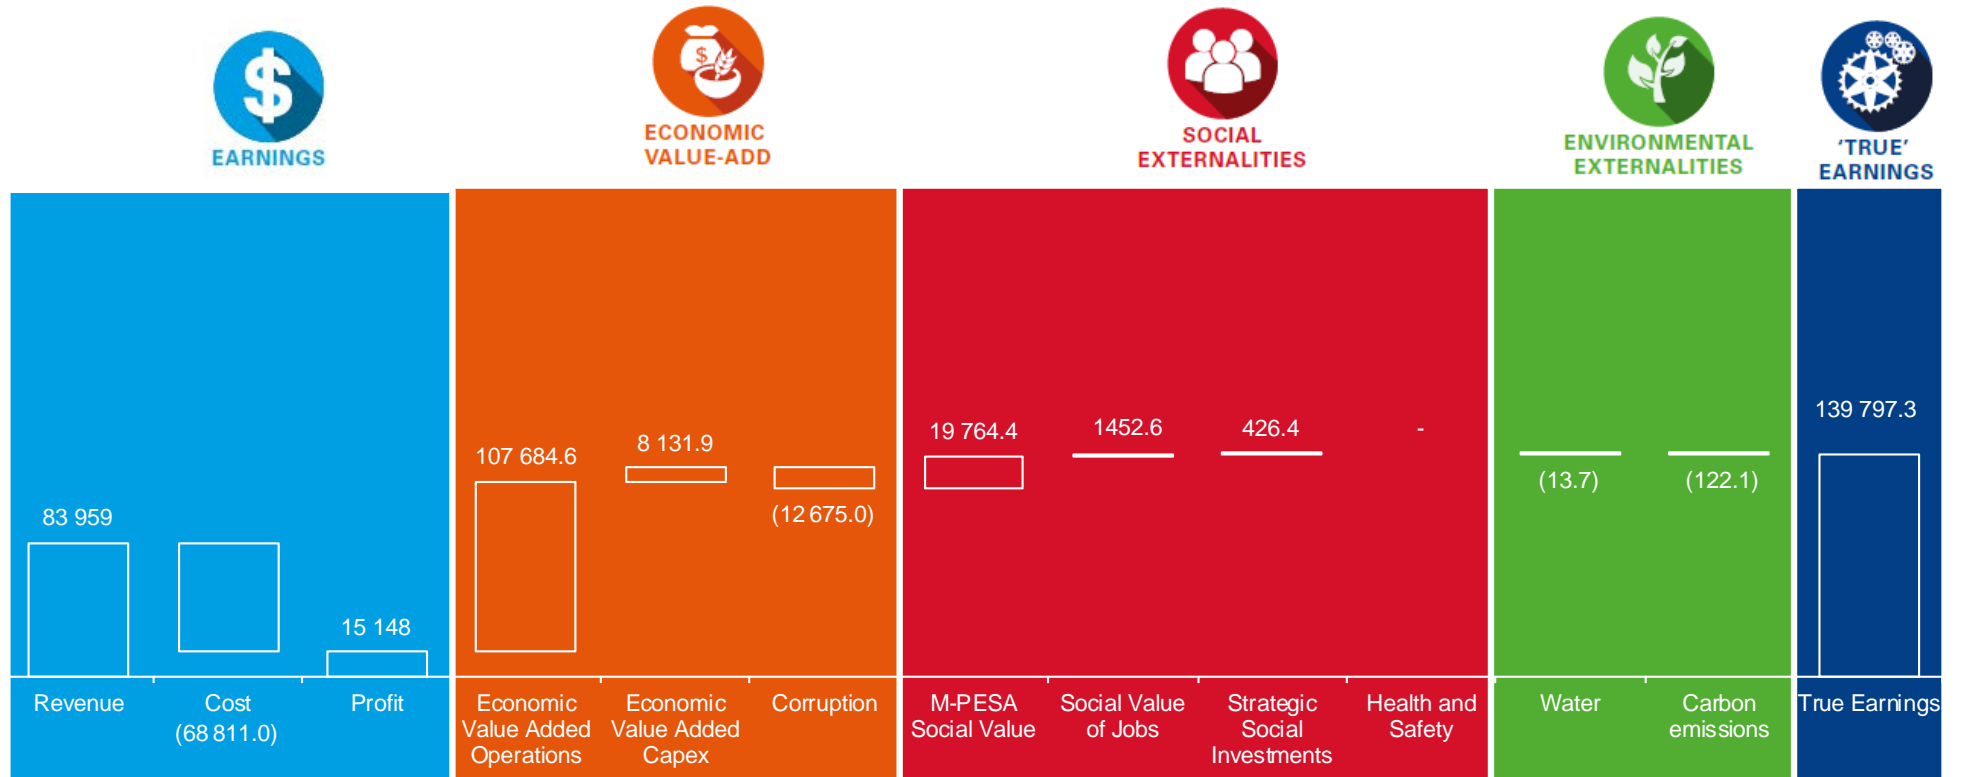 EARNINGS
ECONOMIC
VALUE-ADD
SOCIAL
EXTERNALITIES
ENVIRONMENTAL
EXTERNALITIES
'TRUE'
EARNINGS
83 959
15 148
107 684.6
8 131.9
(12 675.0)
19 764.4
1452.6
426.4
-
(13.7)
(122.1)
139 797.3
Revenue
Cost
(68 811.0)
Profit
Economic
Value Added
Operations
Economic
Value Added
Capex
Corruption
M-PESA
Social Value
Social Value
of Jobs
Strategic
Social
Investments
Health and
Safety
Water
Carbon
emissions
True Earnings